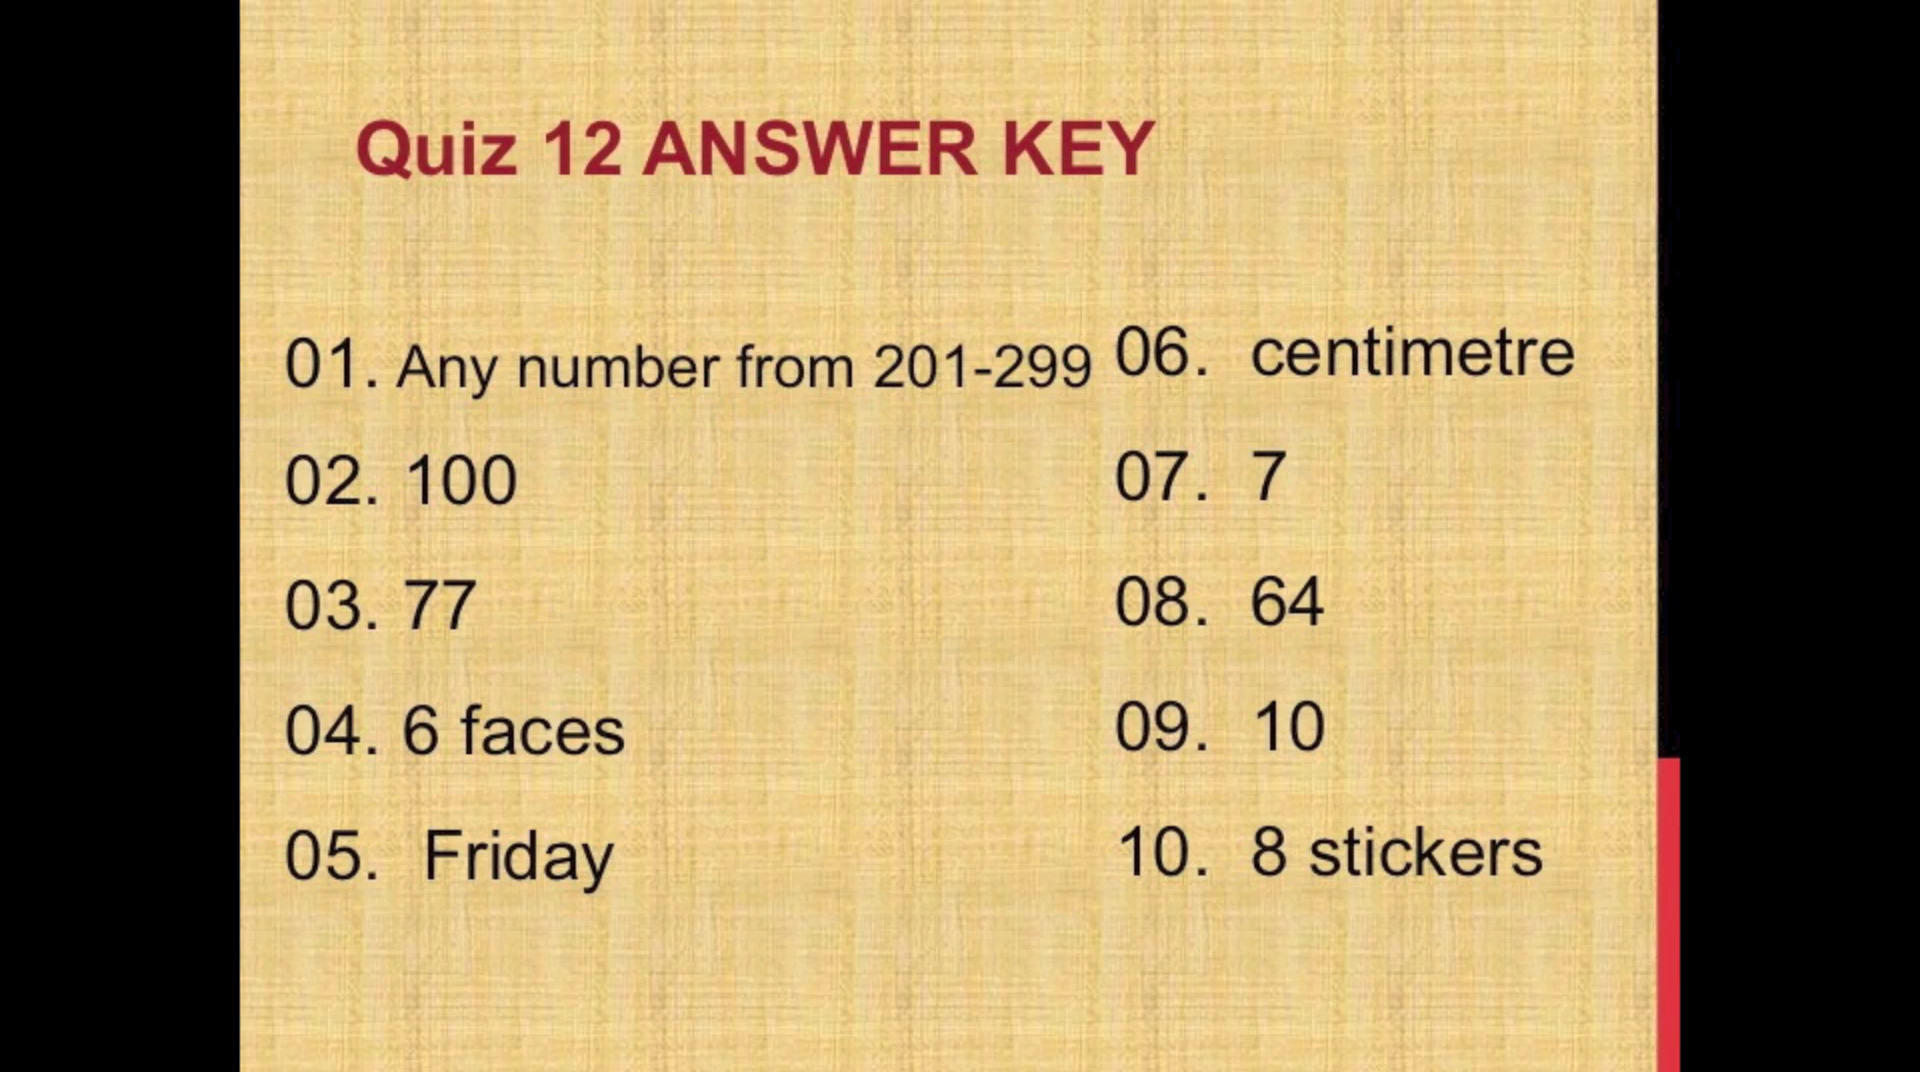 Quiz 12 ANSWER KEY
01. Any number from 201-299
02. 100
03. 77
04. 6 faces
05. Friday
06. centimetre
07. 7
08. 64
09. 10
10. 8 stickers